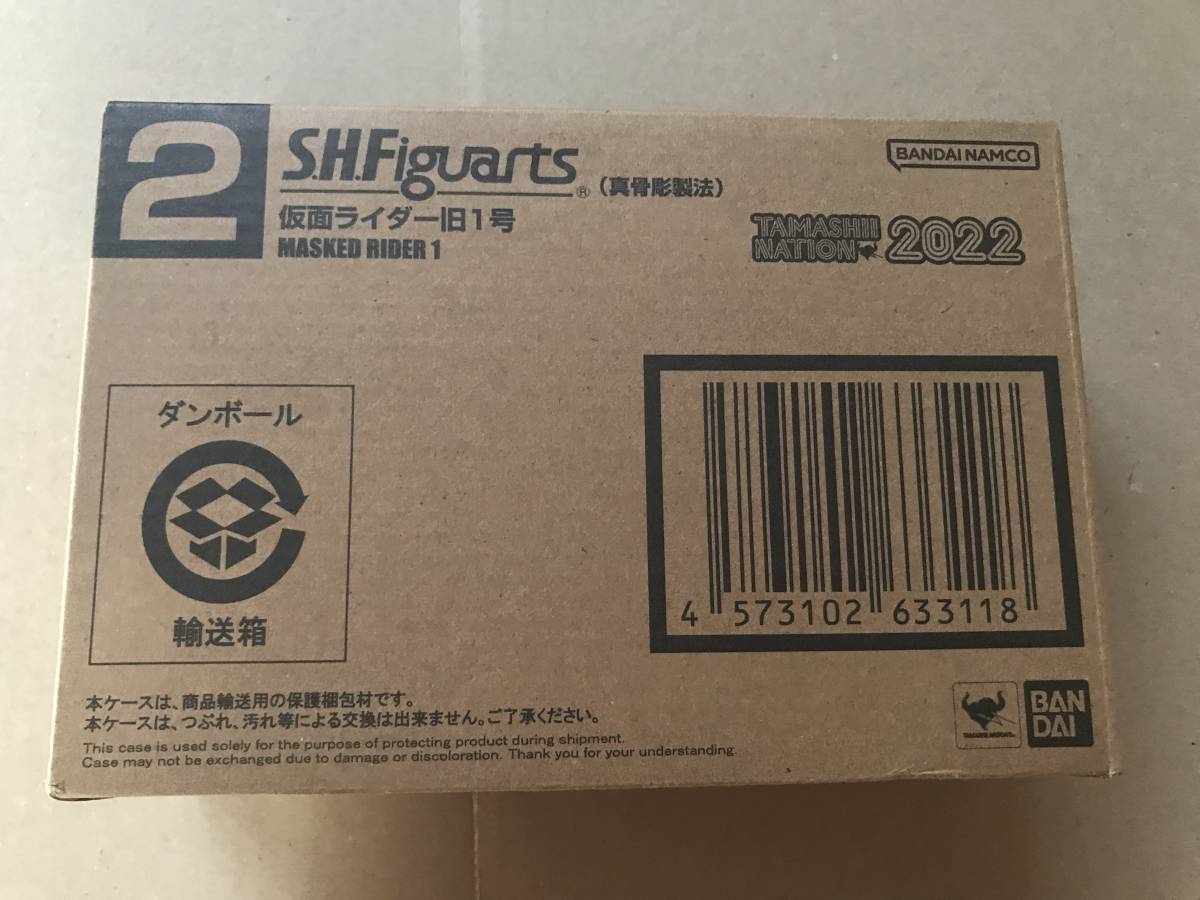 2
S.H.Figuarts®（真骨彫製法）
仮面ライダー旧1号
MASKED RIDER 1
BANDAI NAMCO
TAMASHII
NATION 2022
ダンボール
輸送箱
4 573102 633118
本ケースは、商品輸送用の保護梱包材です。
本ケースは、つぶれ、汚れ等による交換は出来ません。ご了承ください。
This case is used solely for the purpose of protecting product during shipment.
Case may not be exchanged due to damage or discoloration. Thank you for your understanding.
TAMASHII NATIONS
BAN
DAI